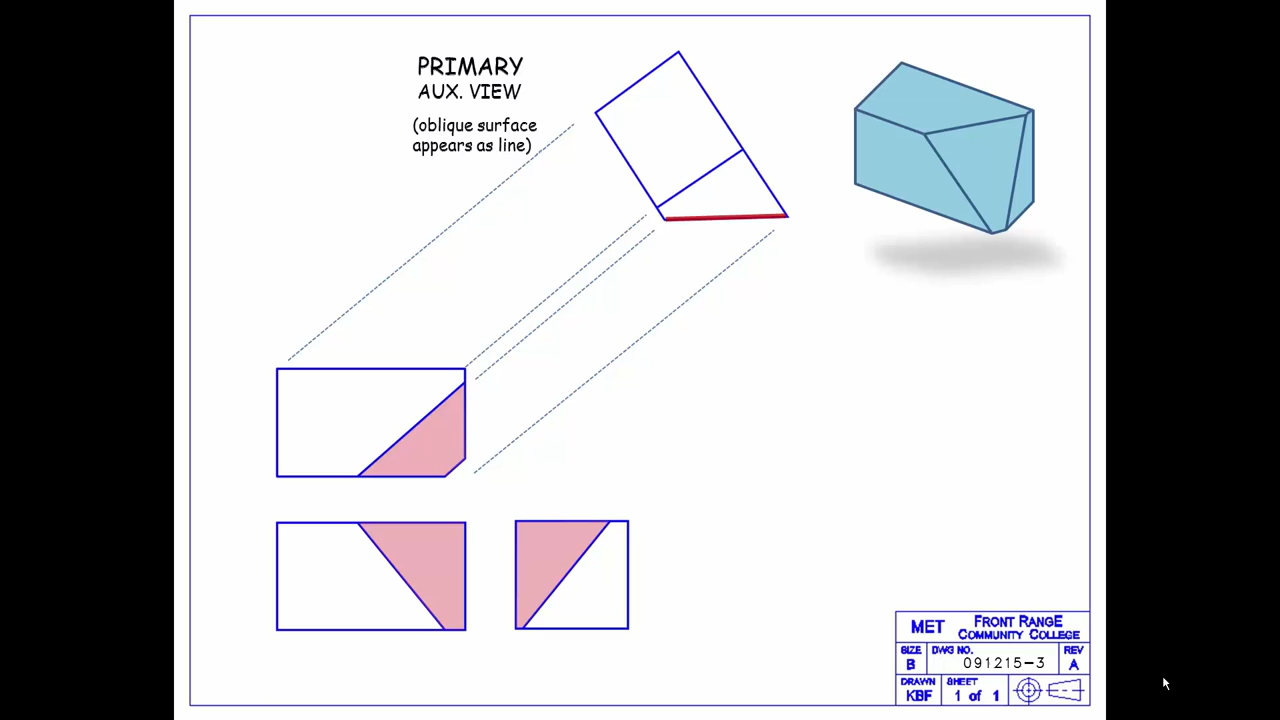 PRIMARY
AUX. VIEW
(oblique surface
appears as line)
MET
FRONT RANGE
COMMUNITY COLLEGE
SIZE
B
DWG NO.
091215-3
REV
A
DRAWN
KBF
SHEET
1 of 1